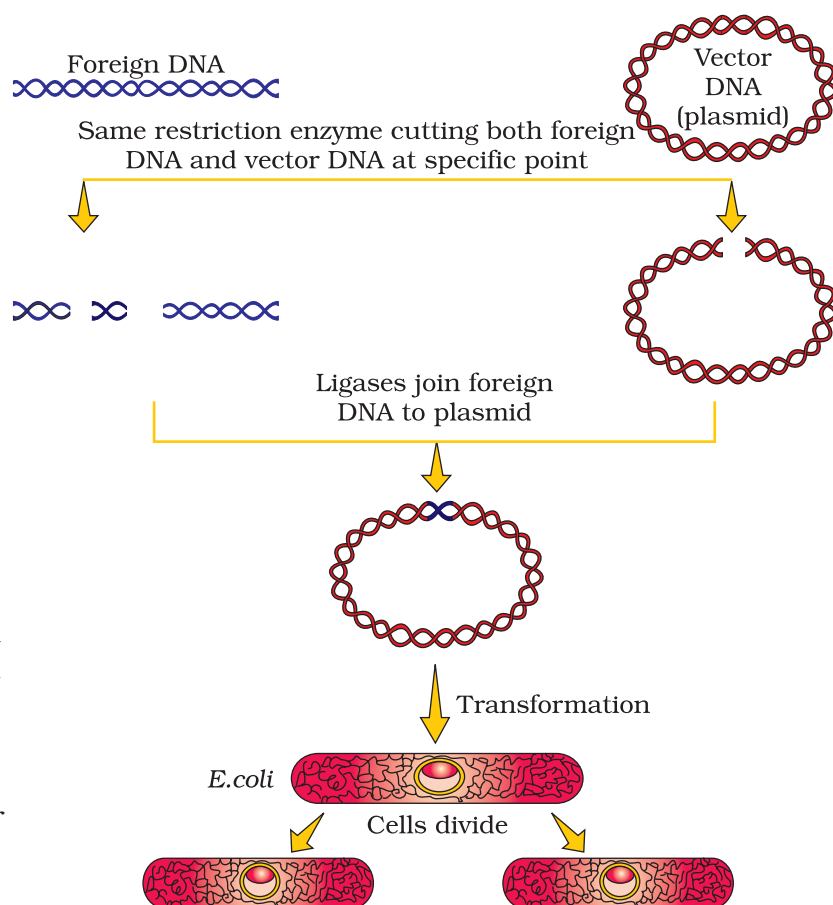 Foreign DNA
Vector
DNA
(plasmid)
Same restriction enzyme cutting both foreign
DNA and vector DNA at specific point
Ligases join foreign
DNA to plasmid
Transformation
E.coli
Cells divide